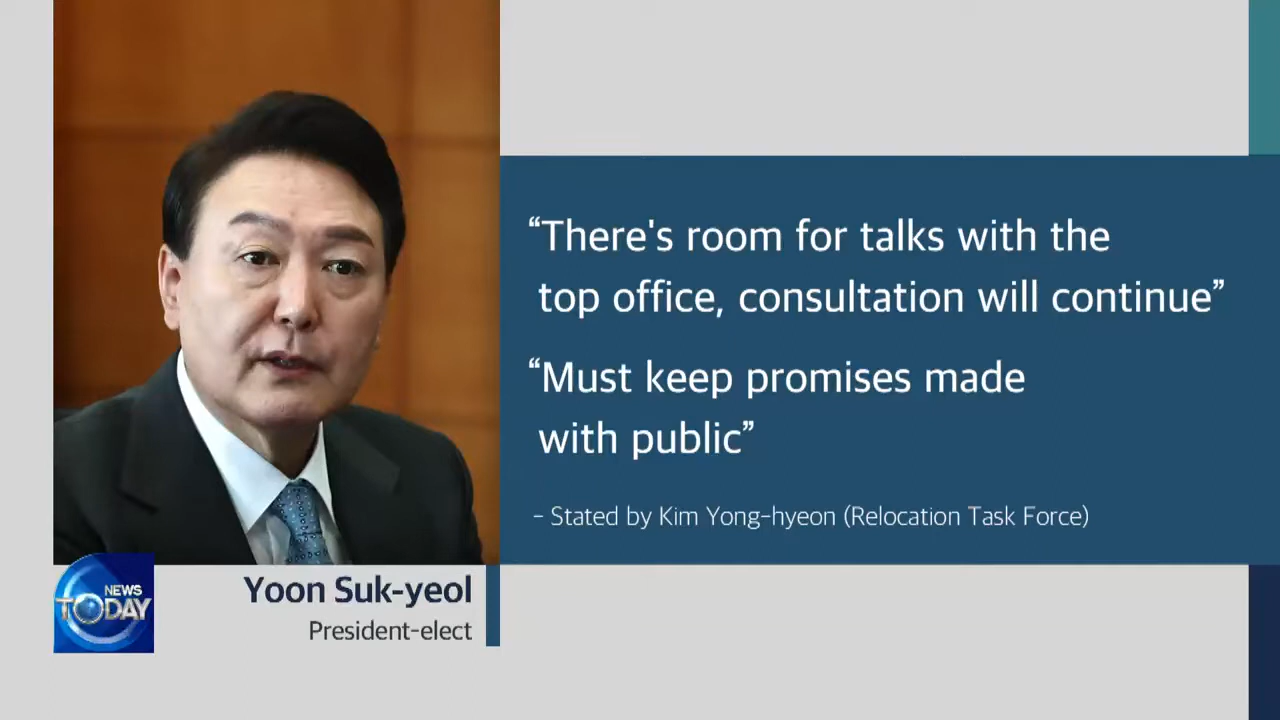 “There's room for talks with the
top office, consultation will continue”
“Must keep promises made
with public”
– Stated by Kim Yong-hyeon (Relocation Task Force)
NEWS
TODAY
Yoon Suk-yeol
President-elect